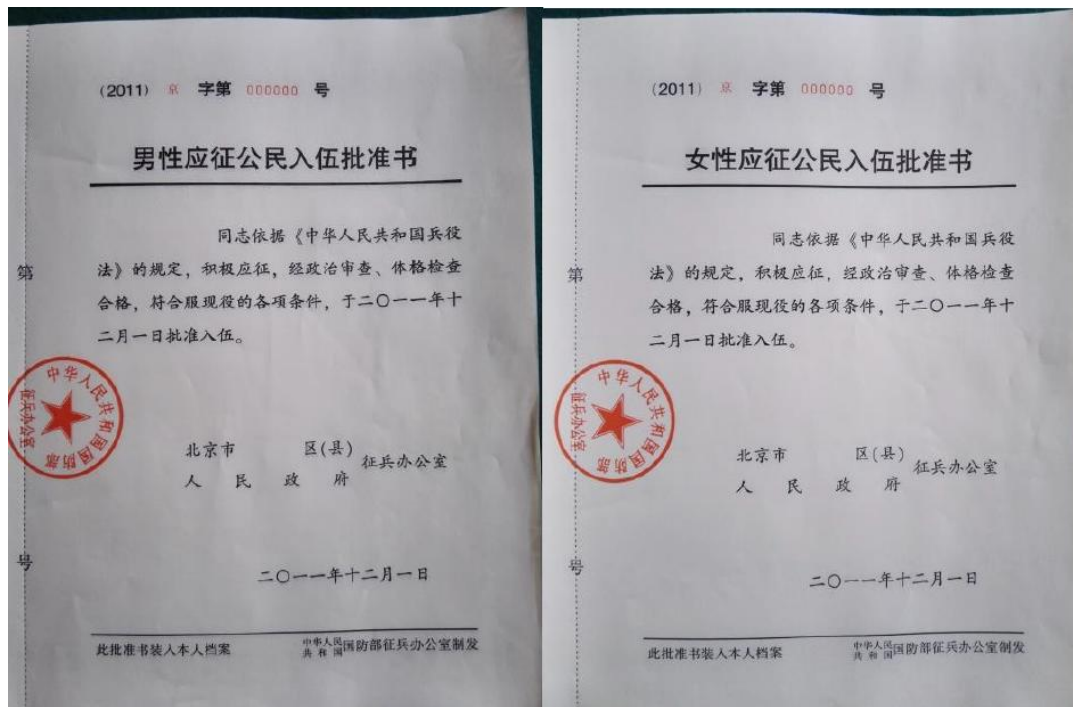 (2011) 京 字第 000000 号
男性应征公民入伍批准书
同志依据《中华人民共和国兵役
法》的规定，积极应征，经政治审查、体格检查
合格，符合服现役的各项条件，于二〇一一年十
二月一日批准入伍。
第
中华人民共和国国防部
征兵办公室
北京市 区(县)
人民政府
征兵办公室
号
二〇一一年十二月一日
此批准书装入本人档案
中华人民共和国国防部征兵办公室制发
(2011) 京 字第 000000 号
女性应征公民入伍批准书
同志依据《中华人民共和国兵役
法》的规定，积极应征，经政治审查、体格检查
合格，符合服现役的各项条件，于二〇一一年十
二月一日批准入伍。
第
中华人民共和国国防部
征兵办公室
北京市 区(县)
人民政府
征兵办公室
号
二〇一一年十二月一日
此批准书装入本人档案
中华人民共和国国防部征兵办公室制发